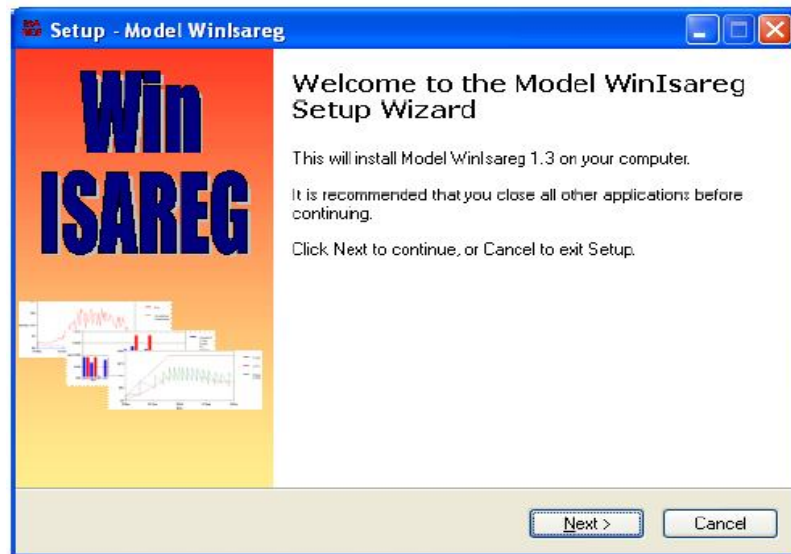 Setup - Model WinIsareg
Win
ISAREG
Welcome to the Model WinIsareg
Setup Wizard
This will install Model WinIsareg 1.3 on your computer.
It is recommended that you close all other applications before
continuing.
Click Next to continue, or Cancel to exit Setup.
Next >
Cancel